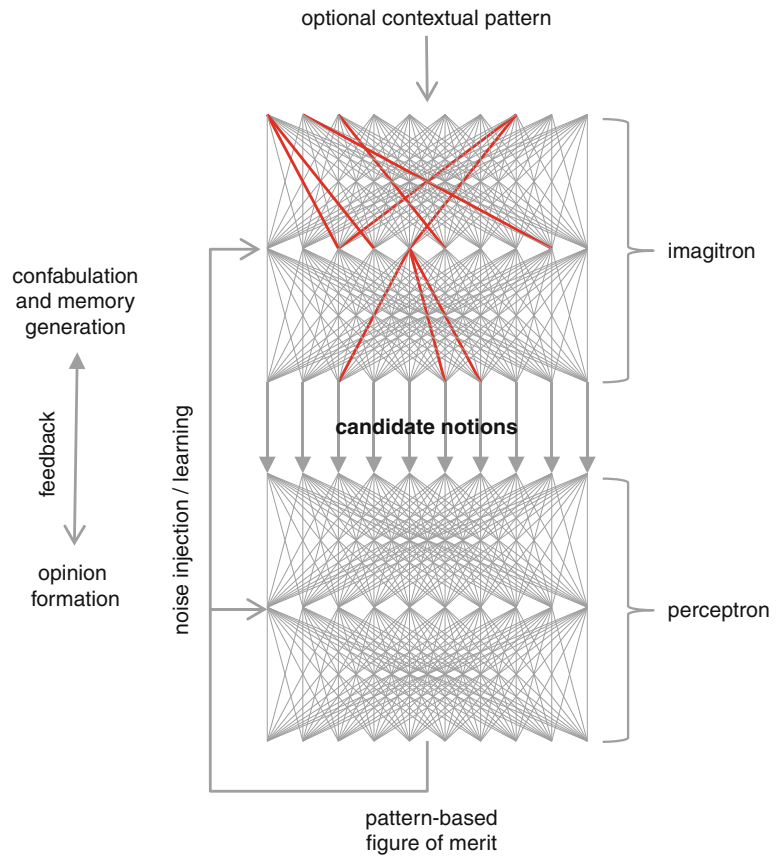 optional contextual pattern
imagitron
confabulation
and memory
generation
feedback
opinion
formation
noise injection / learning
candidate notions
perceptron
pattern-based
figure of merit